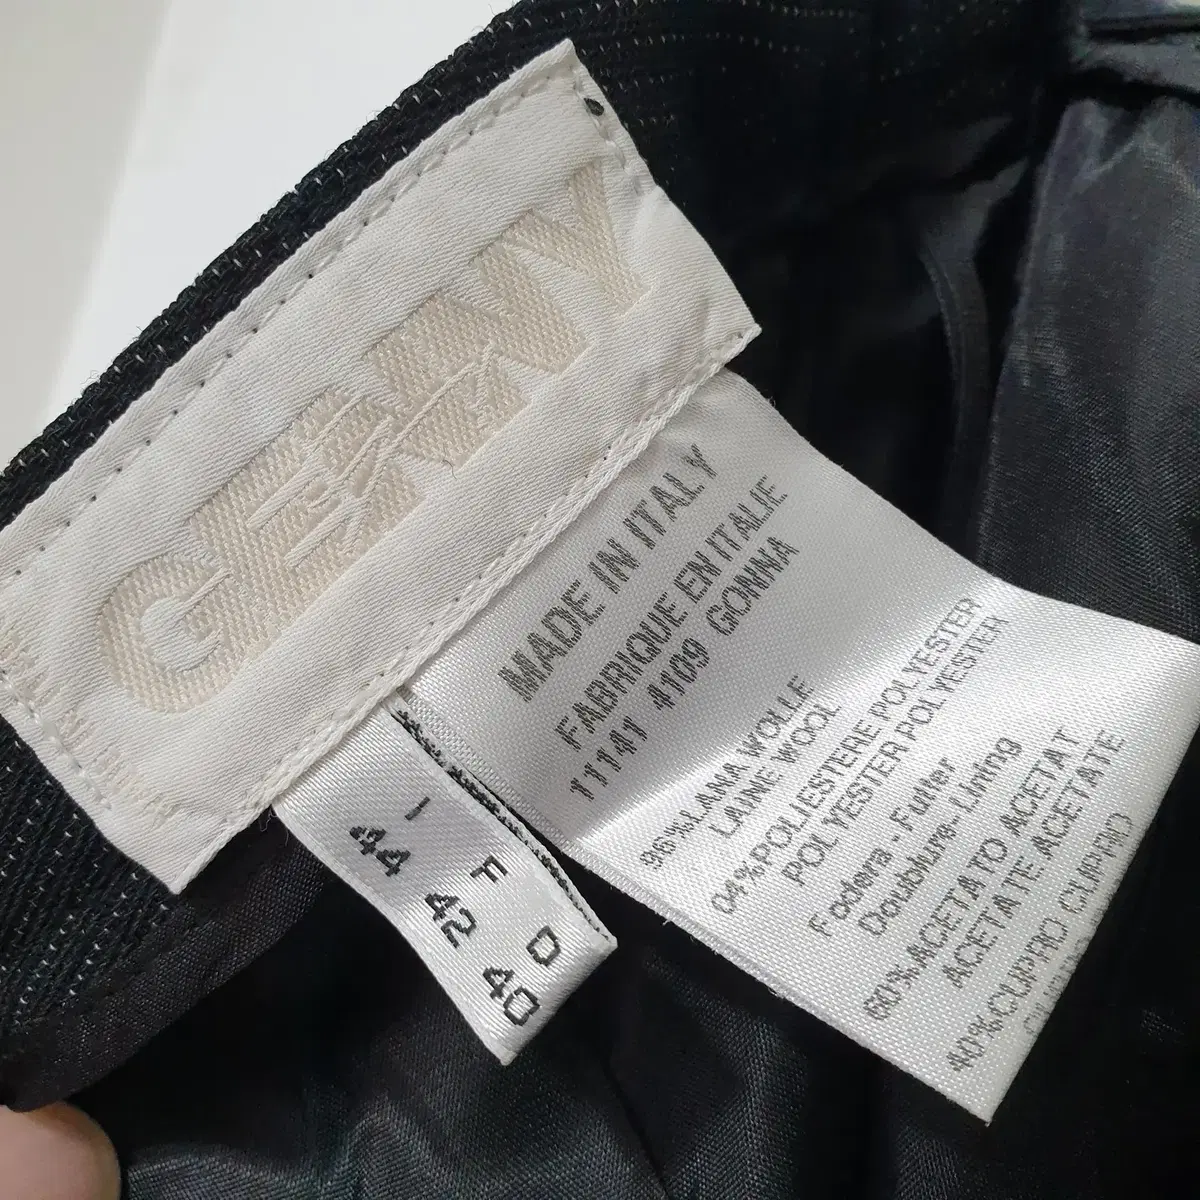 GENNY
MADE IN ITALY
FABRIQUE EN ITALIE
11141 4109 GONNA
96%LANA WOLLE
LAINE WOOL
04%POLIESTERE POLYESTER
POLYESTER POLYESTER
Fodera - Futter
Doublure - Lining
60%ACETATO ACETAT
ACETATE ACETATE
40%CUPRO CUPRO
I F D
44 42 40